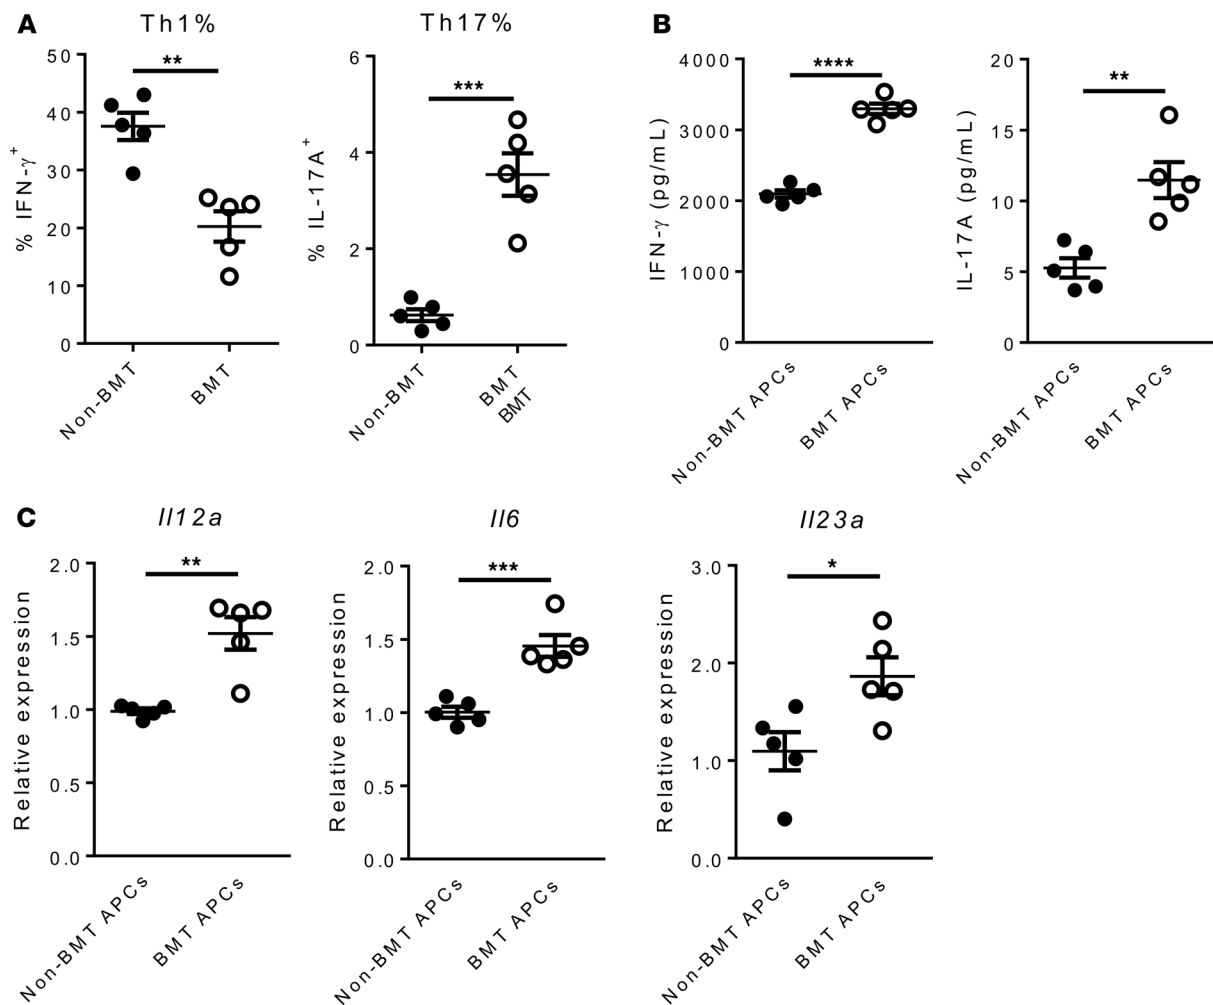 A
Th1%
**
50
40
30
20
10
0
% IFN-γ+
Non-BMT
BMT
Th17%
***
6
4
2
0
% IL-17A+
Non-BMT
BMT
BMT
B
****
4000
3000
2000
1000
0
IFN-γ (pg/mL)
Non-BMT APCs
BMT APCs
**
20
15
10
5
0
IL-17A (pg/mL)
Non-BMT APCs
BMT APCs
C
Il12a
**
2.0
1.5
1.0
0.5
0.0
Relative expression
Non-BMT APCs
BMT APCs
Il6
***
2.0
1.5
1.0
0.5
0.0
Relative expression
Non-BMT APCs
BMT APCs
Il23a
*
3.0
2.0
1.0
0.0
Relative expression
Non-BMT APCs
BMT APCs